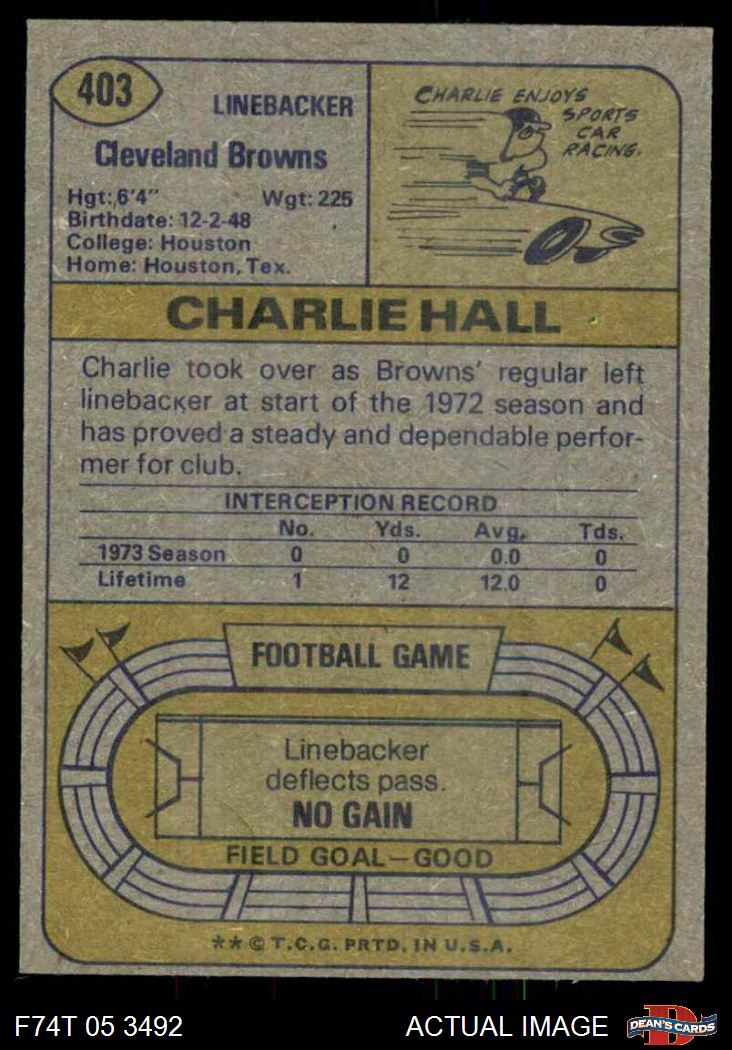 403
LINEBACKER
Cleveland Browns
Hgt: 6'4" Wgt: 225
Birthdate: 12-2-48
College: Houston
Home: Houston, Tex.
CHARLIE ENJOYS
SPORTS
CAR
RACING.
CHARLIE HALL
Charlie took over as Browns' regular left
linebacker at start of the 1972 season and
has proved a steady and dependable perfor-
mer for club.
INTERCEPTION RECORD
No. Yds. Avg. Tds.
1973 Season 0 0 0.0 0
Lifetime 1 12 12.0 0
FOOTBALL GAME
Linebacker
deflects pass.
NO GAIN
FIELD GOAL—GOOD
** © T.C.G. PRTD. IN U.S.A.
F74T 05 3492 ACTUAL IMAGE
D
DEAN'S CARDS